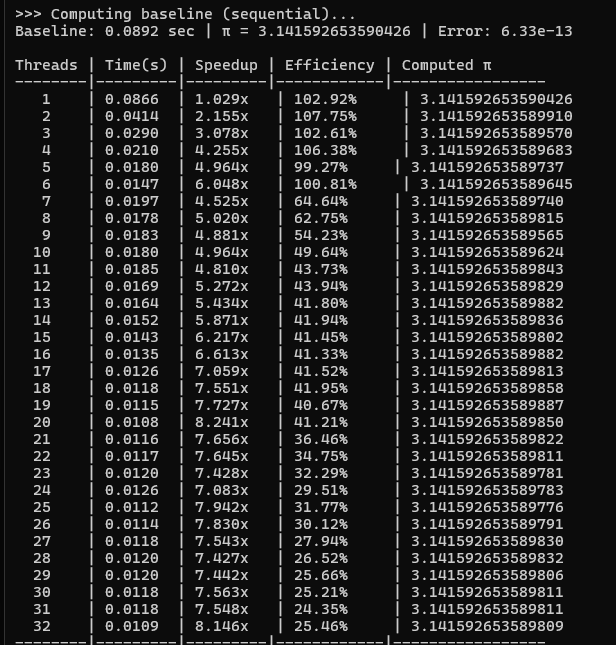 >>> Computing baseline (sequential)...
Baseline: 0.0892 sec | π = 3.141592653590426 | Error: 6.33e-13
Threads | Time(s) | Speedup | Efficiency | Computed π
--------|---------|---------|------------|----------------
1 | 0.0866 | 1.029x | 102.92% | 3.141592653590426
2 | 0.0414 | 2.155x | 107.75% | 3.141592653589910
3 | 0.0290 | 3.078x | 102.61% | 3.141592653589570
4 | 0.0210 | 4.255x | 106.38% | 3.141592653589683
5 | 0.0180 | 4.964x | 99.27% | 3.141592653589737
6 | 0.0147 | 6.048x | 100.81% | 3.141592653589645
7 | 0.0197 | 4.525x | 64.64% | 3.141592653589740
8 | 0.0178 | 5.020x | 62.75% | 3.141592653589815
9 | 0.0183 | 4.881x | 54.23% | 3.141592653589565
10 | 0.0180 | 4.964x | 49.64% | 3.141592653589624
11 | 0.0185 | 4.810x | 43.73% | 3.141592653589843
12 | 0.0169 | 5.272x | 43.94% | 3.141592653589829
13 | 0.0164 | 5.434x | 41.80% | 3.141592653589882
14 | 0.0152 | 5.871x | 41.94% | 3.141592653589836
15 | 0.0143 | 6.217x | 41.45% | 3.141592653589802
16 | 0.0135 | 6.613x | 41.33% | 3.141592653589882
17 | 0.0126 | 7.059x | 41.52% | 3.141592653589813
18 | 0.0118 | 7.551x | 41.95% | 3.141592653589858
19 | 0.0115 | 7.727x | 40.67% | 3.141592653589887
20 | 0.0108 | 8.241x | 41.21% | 3.141592653589850
21 | 0.0116 | 7.656x | 36.46% | 3.141592653589822
22 | 0.0117 | 7.645x | 34.75% | 3.141592653589811
23 | 0.0120 | 7.428x | 32.29% | 3.141592653589781
24 | 0.0126 | 7.083x | 29.51% | 3.141592653589783
25 | 0.0112 | 7.942x | 31.77% | 3.141592653589776
26 | 0.0114 | 7.830x | 30.12% | 3.141592653589791
27 | 0.0118 | 7.543x | 27.94% | 3.141592653589830
28 | 0.0120 | 7.427x | 26.52% | 3.141592653589832
29 | 0.0120 | 7.442x | 25.66% | 3.141592653589806
30 | 0.0118 | 7.563x | 25.21% | 3.141592653589811
31 | 0.0118 | 7.548x | 24.35% | 3.141592653589811
32 | 0.0109 | 8.146x | 25.46% | 3.141592653589809
--------|---------|---------|------------|----------------